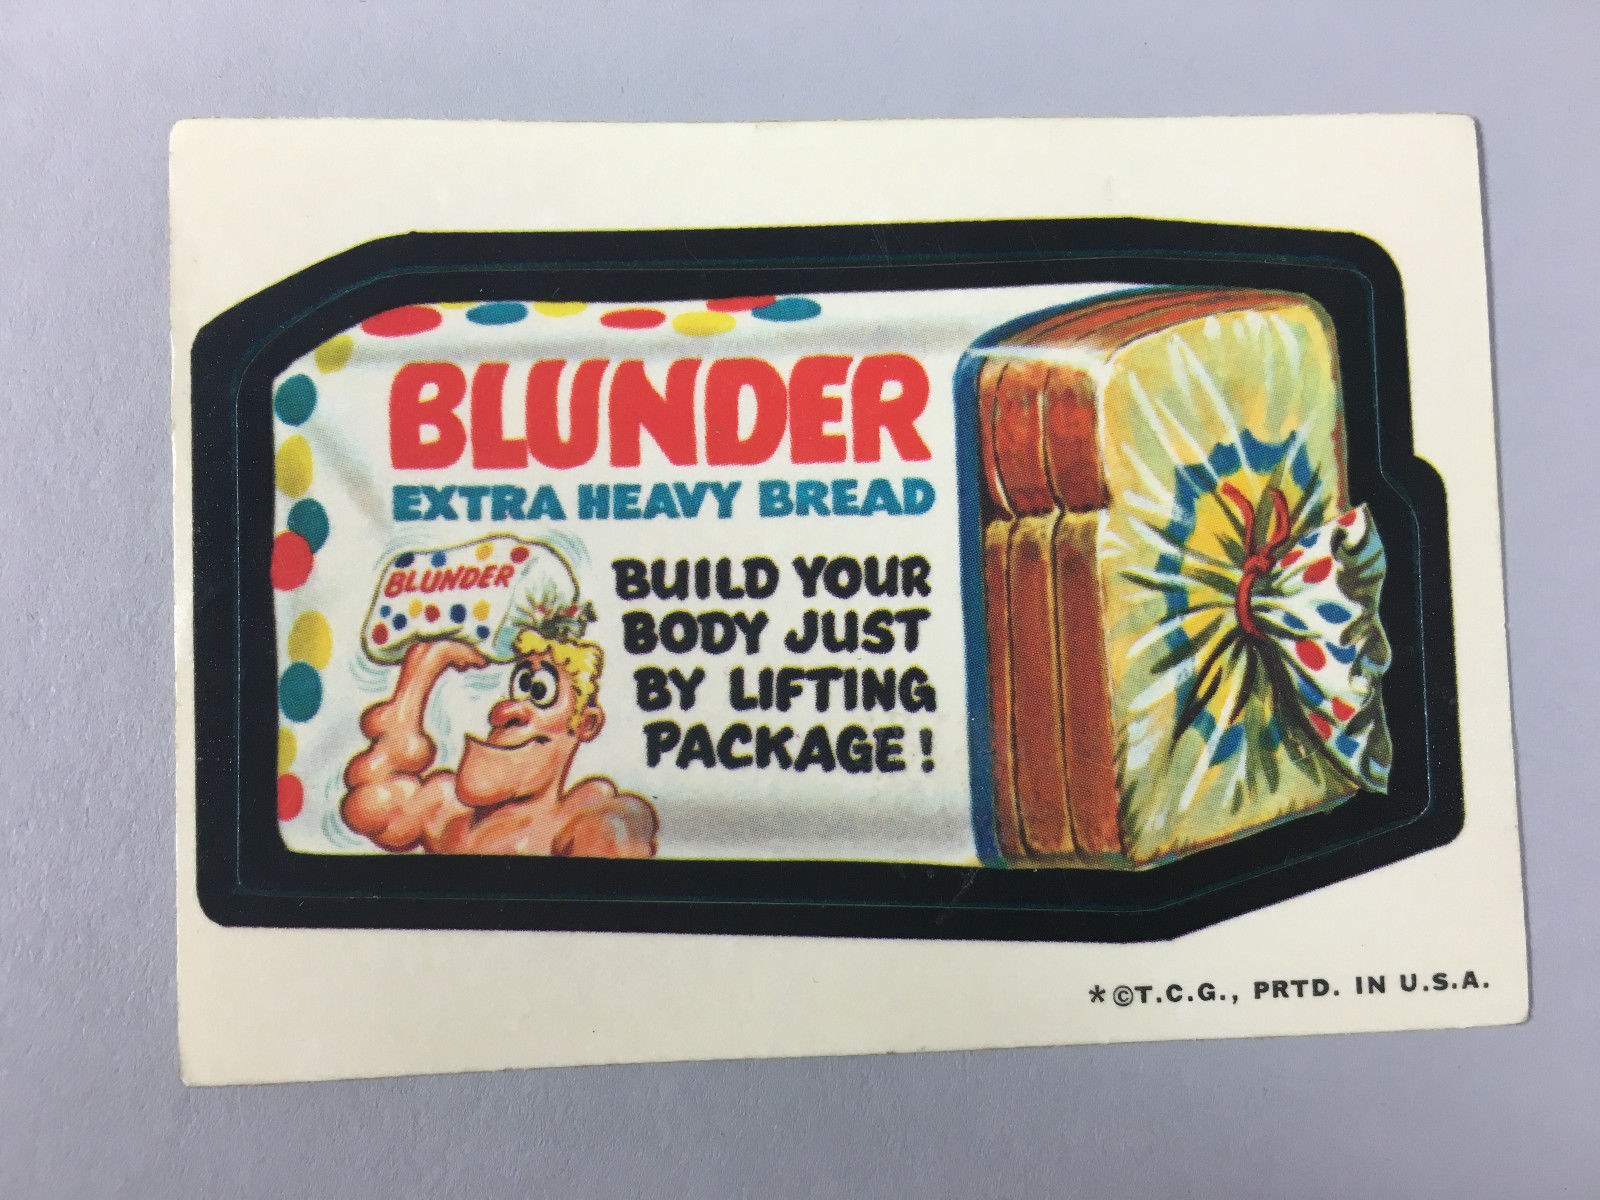 BLUNDER
EXTRA HEAVY BREAD
BLUNDER
BUILD YOUR
BODY JUST
BY LIFTING
PACKAGE!
*©T.C.G., PRTD. IN U.S.A.